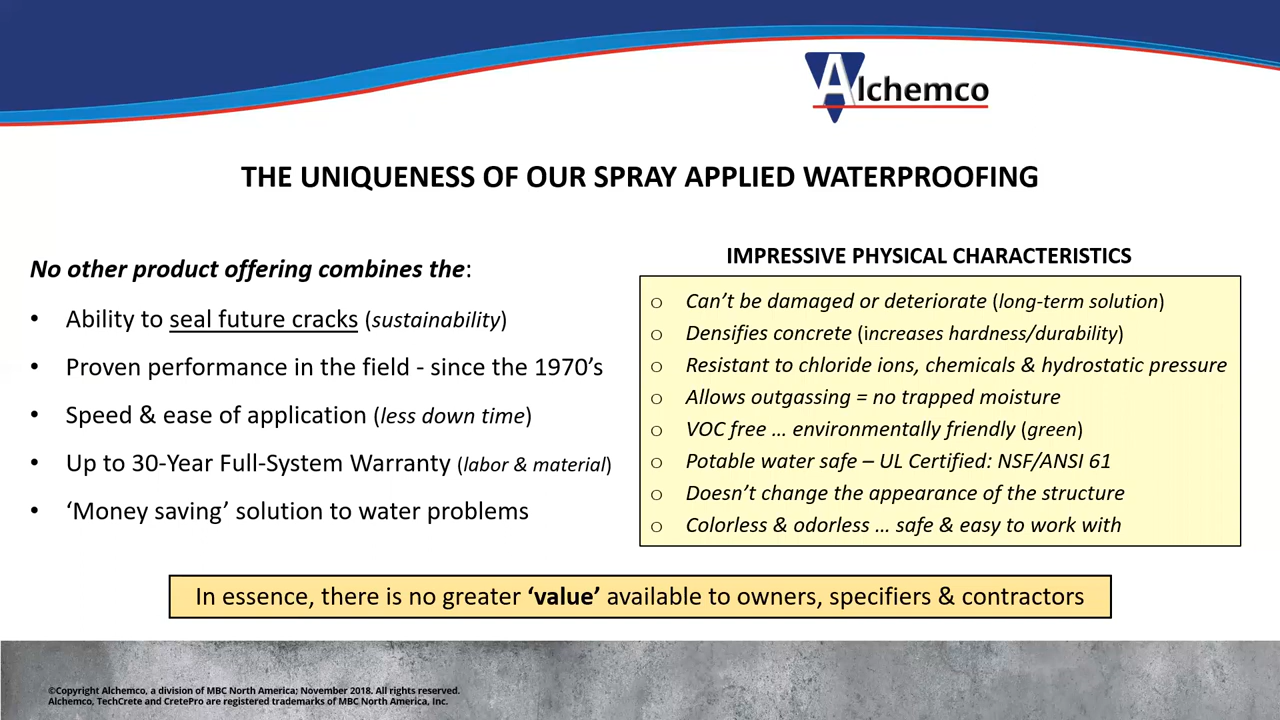 Alchemco
THE UNIQUENESS OF OUR SPRAY APPLIED WATERPROOFING
No other product offering combines the:
• Ability to seal future cracks (sustainability)
• Proven performance in the field - since the 1970’s
• Speed & ease of application (less down time)
• Up to 30-Year Full-System Warranty (labor & material)
• ‘Money saving’ solution to water problems
IMPRESSIVE PHYSICAL CHARACTERISTICS
o Can’t be damaged or deteriorate (long-term solution)
o Densifies concrete (increases hardness/durability)
o Resistant to chloride ions, chemicals & hydrostatic pressure
o Allows outgassing = no trapped moisture
o VOC free … environmentally friendly (green)
o Potable water safe – UL Certified: NSF/ANSI 61
o Doesn’t change the appearance of the structure
o Colorless & odorless … safe & easy to work with
In essence, there is no greater ‘value’ available to owners, specifiers & contractors
©Copyright Alchemco, a division of MBC North America; November 2018. All rights reserved.
Alchemco, TechCrete and CretePro are registered trademarks of MBC North America, Inc.